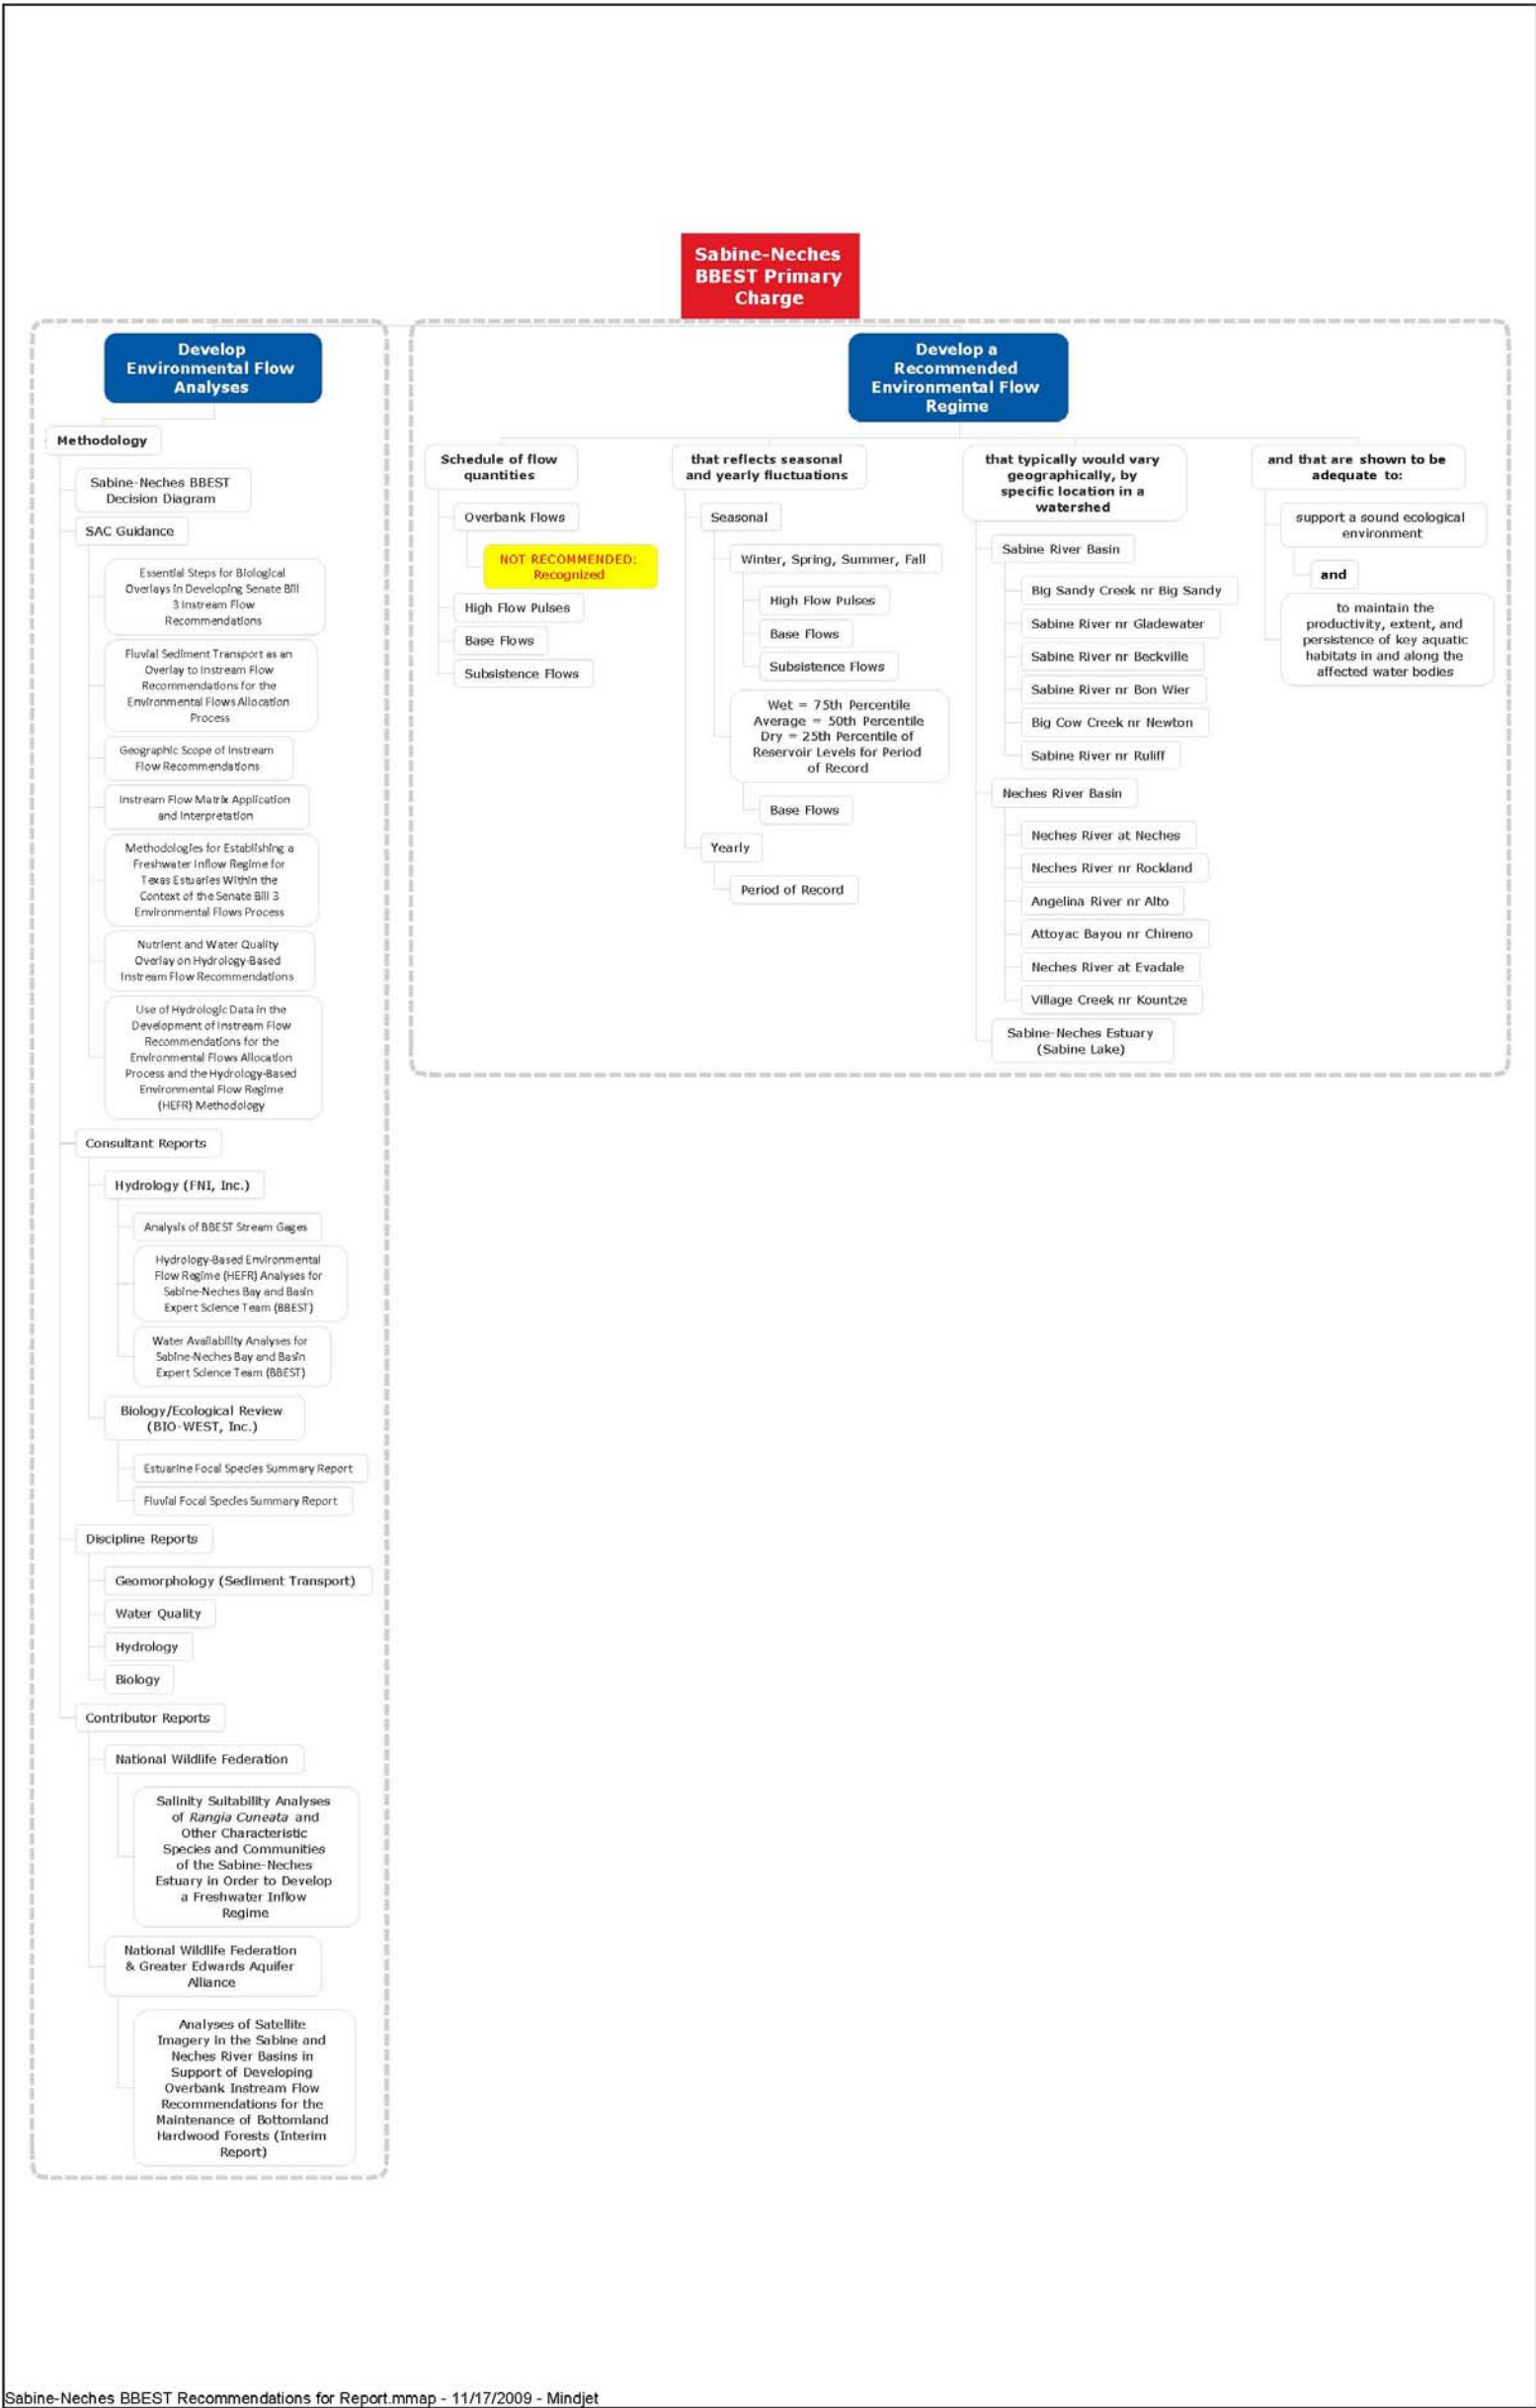 Sabine-Neches
BBEST Primary
Charge
Develop
Environmental Flow
Analyses
Methodology
Sabine-Neches BBEST
Decision Diagram
SAC Guidance
Essential Steps for Biological
Overlays in Developing Senate Bill
3 Instream Flow
Recommendations
Fluvial Sediment Transport as an
Overlay to Instream Flow
Recommendations for the
Environmental Flows Allocation
Process
Geographic Scope of Instream
Flow Recommendations
Instream Flow Matrix Application
and Interpretation
Methodologies for Establishing a
Freshwater Inflow Regime for
Texas Estuaries Within the
Context of the Senate Bill 3
Environmental Flows Process
Nutrient and Water Quality
Overlay on Hydrology-Based
Instream Flow Recommendations
Use of Hydrologic Data in the
Development of Instream Flow
Recommendations for the
Environmental Flows Allocation
Process and the Hydrology-Based
Environmental Flow Regime
(HEFR) Methodology
Consultant Reports
Hydrology (FNI, Inc.)
Analysis of BBEST Stream Gages
Hydrology-Based Environmental
Flow Regime (HEFR) Analyses for
Sabine-Neches Bay and Basin
Expert Science Team (BBEST)
Water Availability Analyses for
Sabine-Neches Bay and Basin
Expert Science Team (BBEST)
Biology/Ecological Review
(BIO-WEST, Inc.)
Estuarine Focal Species Summary Report
Fluvial Focal Species Summary Report
Discipline Reports
Geomorphology (Sediment Transport)
Water Quality
Hydrology
Biology
Contributor Reports
National Wildlife Federation
Salinity Suitability Analyses
of Rangia Cuneata and
Other Characteristic
Species and Communities
of the Sabine-Neches
Estuary in Order to Develop
a Freshwater Inflow
Regime
National Wildlife Federation
& Greater Edwards Aquifer
Alliance
Analyses of Satellite
Imagery in the Sabine and
Neches River Basins in
Support of Developing
Overbank Instream Flow
Recommendations for the
Maintenance of Bottomland
Hardwood Forests (Interim
Report)
Develop a
Recommended
Environmental Flow
Regime
Schedule of flow
quantities
Overbank Flows
NOT RECOMMENDED:
Recognized
High Flow Pulses
Base Flows
Subsistence Flows
that reflects seasonal
and yearly fluctuations
Seasonal
Winter, Spring, Summer, Fall
High Flow Pulses
Base Flows
Subsistence Flows
Wet = 75th Percentile
Average = 50th Percentile
Dry = 25th Percentile of
Reservoir Levels for Period
of Record
Base Flows
Yearly
Period of Record
that typically would vary
geographically, by
specific location in a
watershed
Sabine River Basin
Big Sandy Creek nr Big Sandy
Sabine River nr Gladewater
Sabine River nr Beckville
Sabine River nr Bon Wier
Big Cow Creek nr Newton
Sabine River nr Ruliff
Neches River Basin
Neches River at Neches
Neches River nr Rockland
Angelina River nr Alto
Attoyac Bayou nr Chireno
Neches River at Evadale
Village Creek nr Kountze
Sabine-Neches Estuary
(Sabine Lake)
and that are shown to be
adequate to:
support a sound ecological
environment
and
to maintain the
productivity, extent, and
persistence of key aquatic
habitats in and along the
affected water bodies
Sabine-Neches BBEST Recommendations for Report.mmap - 11/17/2009 - Mindjet